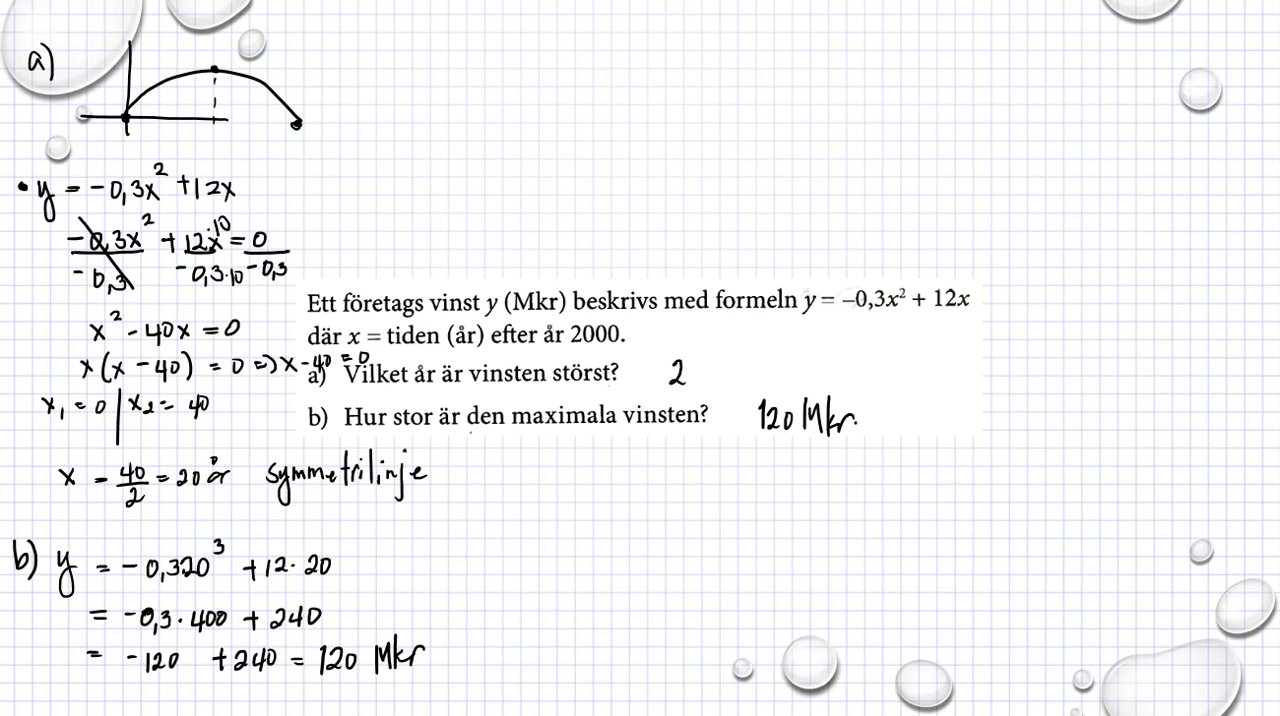 a)
• y = -0,3x² + 12x
-0,3x²/-0,3 + 12x·10/-0,3·10 = 0/-0,3
x² - 40x = 0
x(x - 40) = 0 => x - 40 = 0
x₁ = 0 | x₂ = 40
x = 40/2 = 20 år symmetrilinje
b) y = -0,320³ + 12·20
= -0,3·400 + 240
= -120 + 240 = 120 Mkr
Ett företags vinst y (Mkr) beskrivs med formeln y = –0,3x² + 12x
där x = tiden (år) efter år 2000.
a) Vilket år är vinsten störst? 2
b) Hur stor är den maximala vinsten? 120 Mkr.